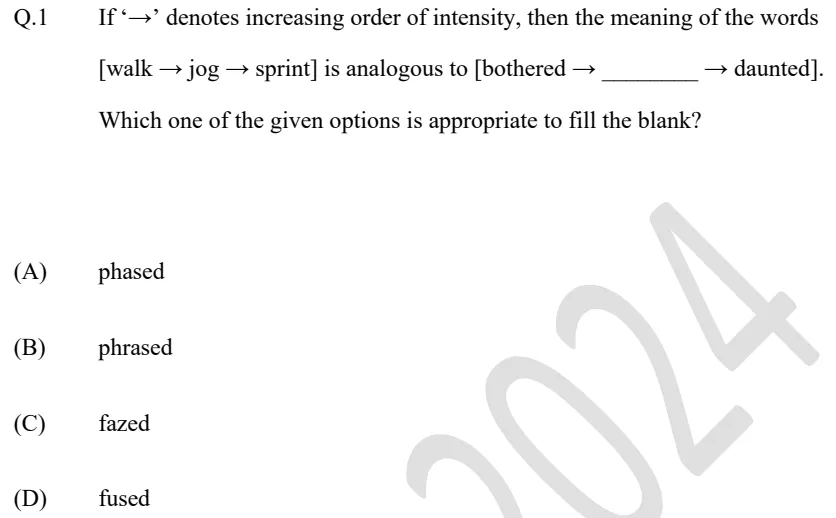 Q.1 If ‘→’ denotes increasing order of intensity, then the meaning of the words
[walk → jog → sprint] is analogous to [bothered → ________ → daunted].
Which one of the given options is appropriate to fill the blank?
(A) phased
(B) phrased
(C) fazed
(D) fused
2024